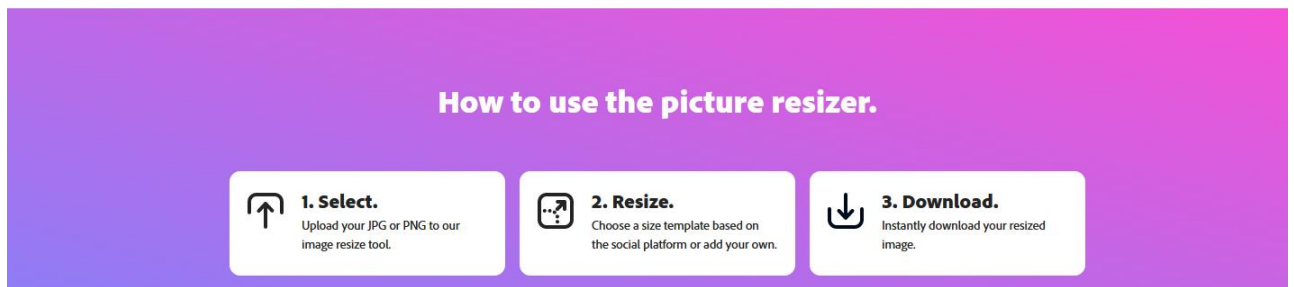 How to use the picture resizer.
1. Select.
Upload your JPG or PNG to our
image resize tool.
2. Resize.
Choose a size template based on
the social platform or add your own.
3. Download.
Instantly download your resized
image.